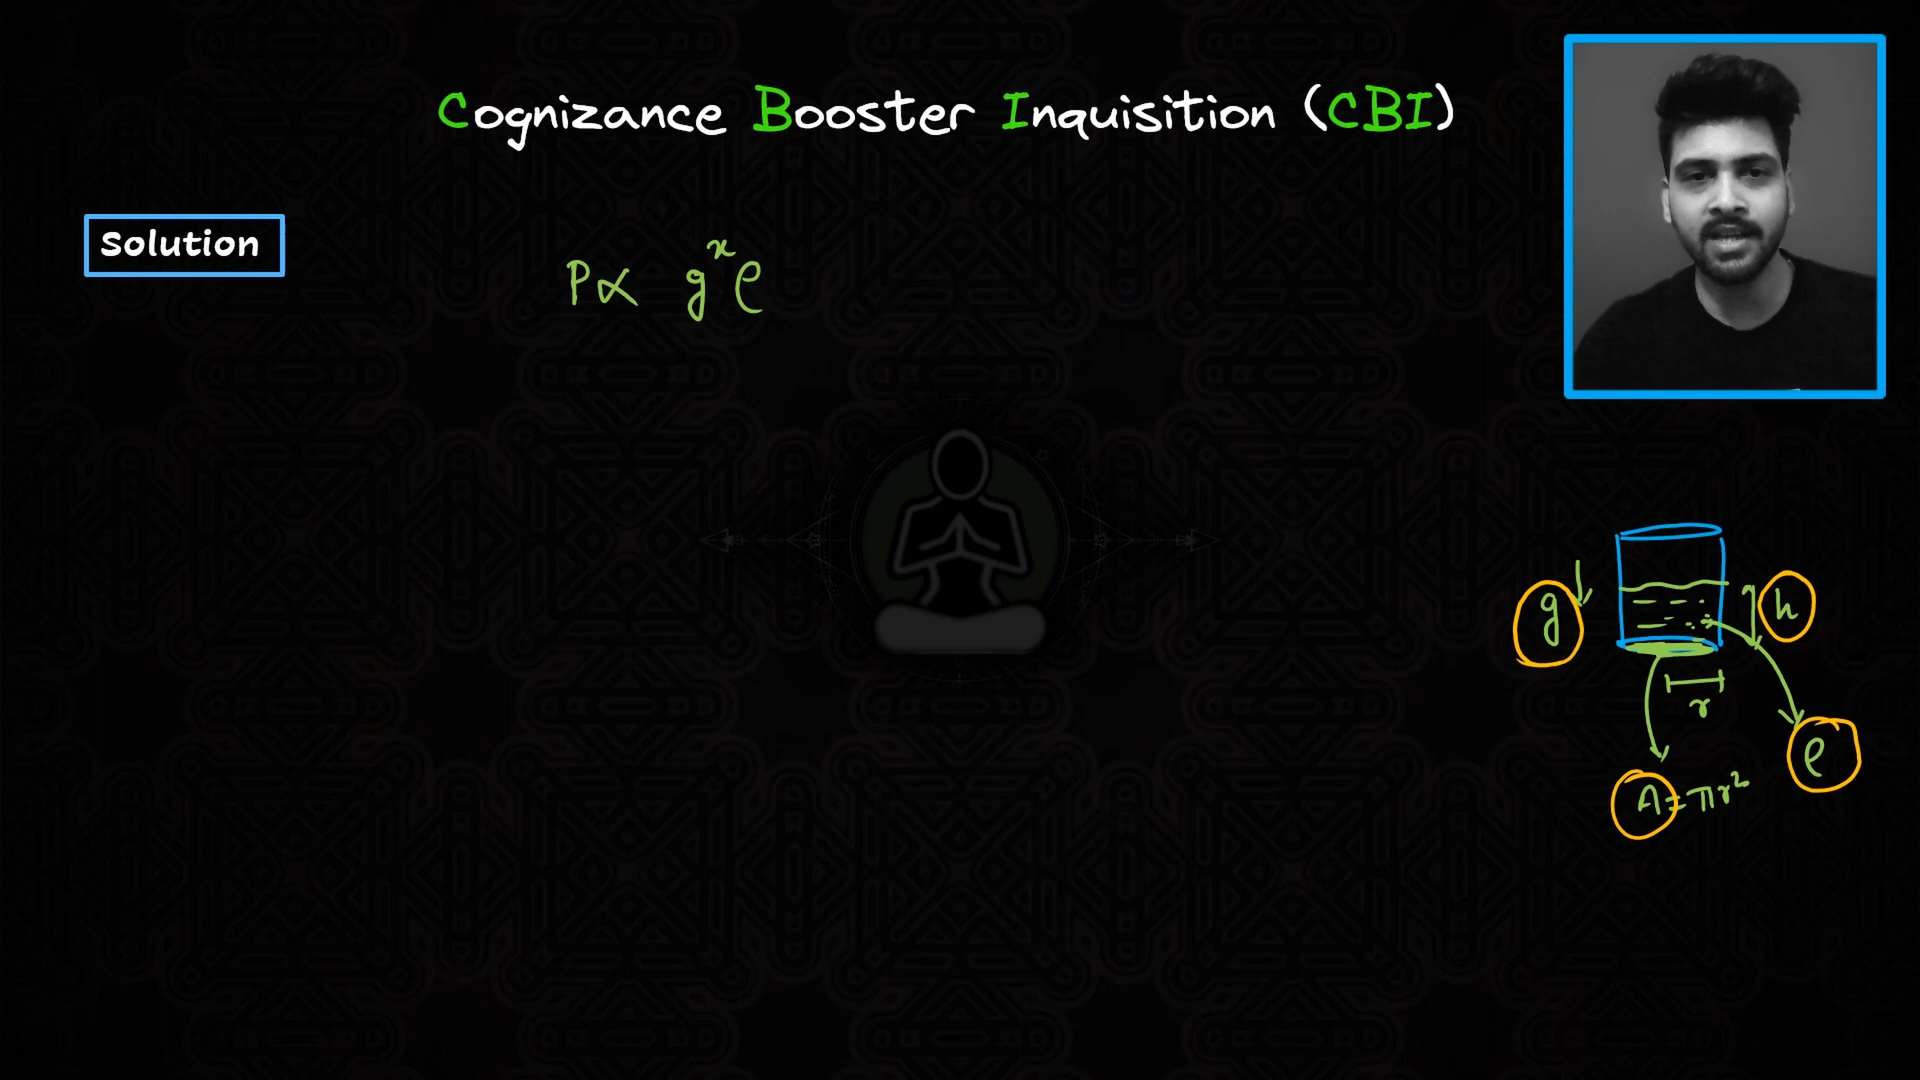 Cognizance Booster Inquisition (CBI)
Solution
P ∝ g^x ρ
g
h
r
ρ
A = πr²